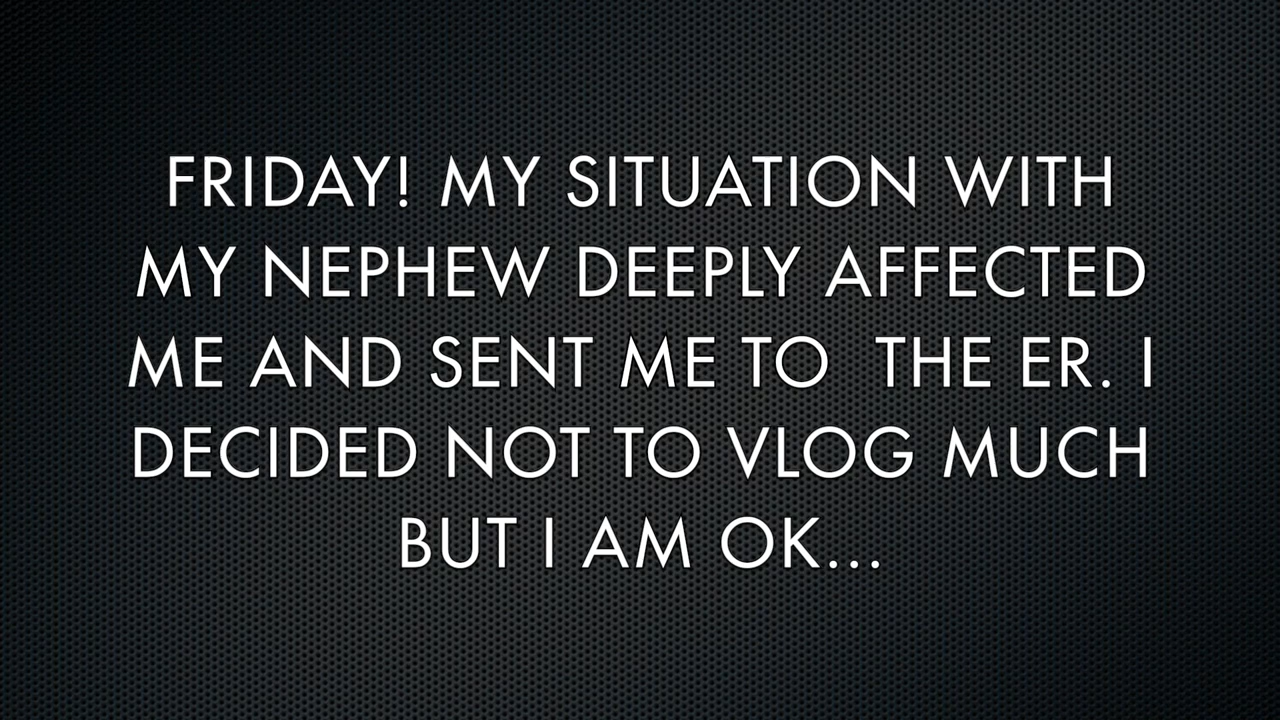 FRIDAY! MY SITUATION WITH
MY NEPHEW DEEPLY AFFECTED
ME AND SENT ME TO  THE ER. I
DECIDED NOT TO VLOG MUCH
BUT I AM OK...